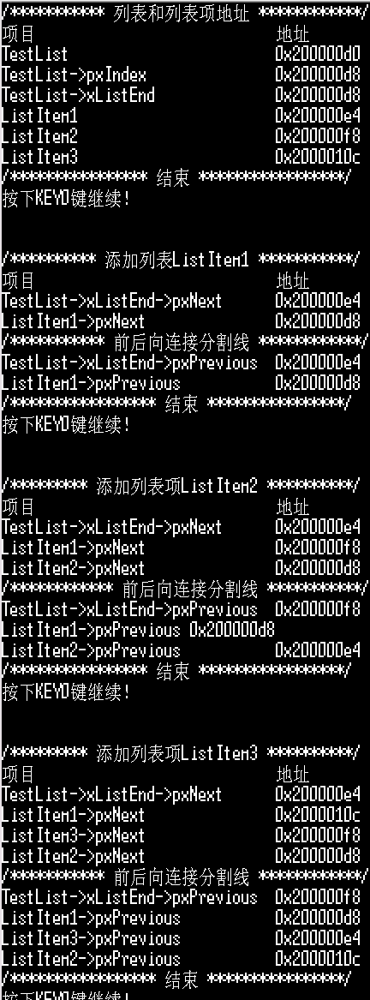 /************ 列表和列表项地址 ************/
项目 地址
TestList 0x200000d0
TestList->pxIndex 0x200000d8
TestList->xListEnd 0x200000d8
ListItem1 0x200000e4
ListItem2 0x200000f8
ListItem3 0x2000010c
/**************** 结束 *****************/
按下KEY0键继续!
/********** 添加列表ListItem1 ***********/
项目 地址
TestList->xListEnd->pxNext 0x200000e4
ListItem1->pxNext 0x200000d8
/*********** 前后向连接分割线 ************/
TestList->xListEnd->pxPrevious 0x200000e4
ListItem1->pxPrevious 0x200000d8
/***************** 结束 ****************/
按下KEY0键继续!
/********* 添加列表项ListItem2 **********/
项目 地址
TestList->xListEnd->pxNext 0x200000e4
ListItem1->pxNext 0x200000f8
ListItem2->pxNext 0x200000d8
/************ 前后向连接分割线 ***********/
TestList->xListEnd->pxPrevious 0x200000f8
ListItem1->pxPrevious 0x200000d8
ListItem2->pxPrevious 0x200000e4
/**************** 结束 *****************/
按下KEY0键继续!
/********* 添加列表项ListItem3 **********/
项目 地址
TestList->xListEnd->pxNext 0x200000e4
ListItem1->pxNext 0x2000010c
ListItem3->pxNext 0x200000f8
ListItem2->pxNext 0x200000d8
/*********** 前后向连接分割线 ************/
TestList->xListEnd->pxPrevious 0x200000f8
ListItem1->pxPrevious 0x200000d8
ListItem3->pxPrevious 0x200000e4
ListItem2->pxPrevious 0x2000010c
/***************** 结束 ****************/
按下KEY0键继续!